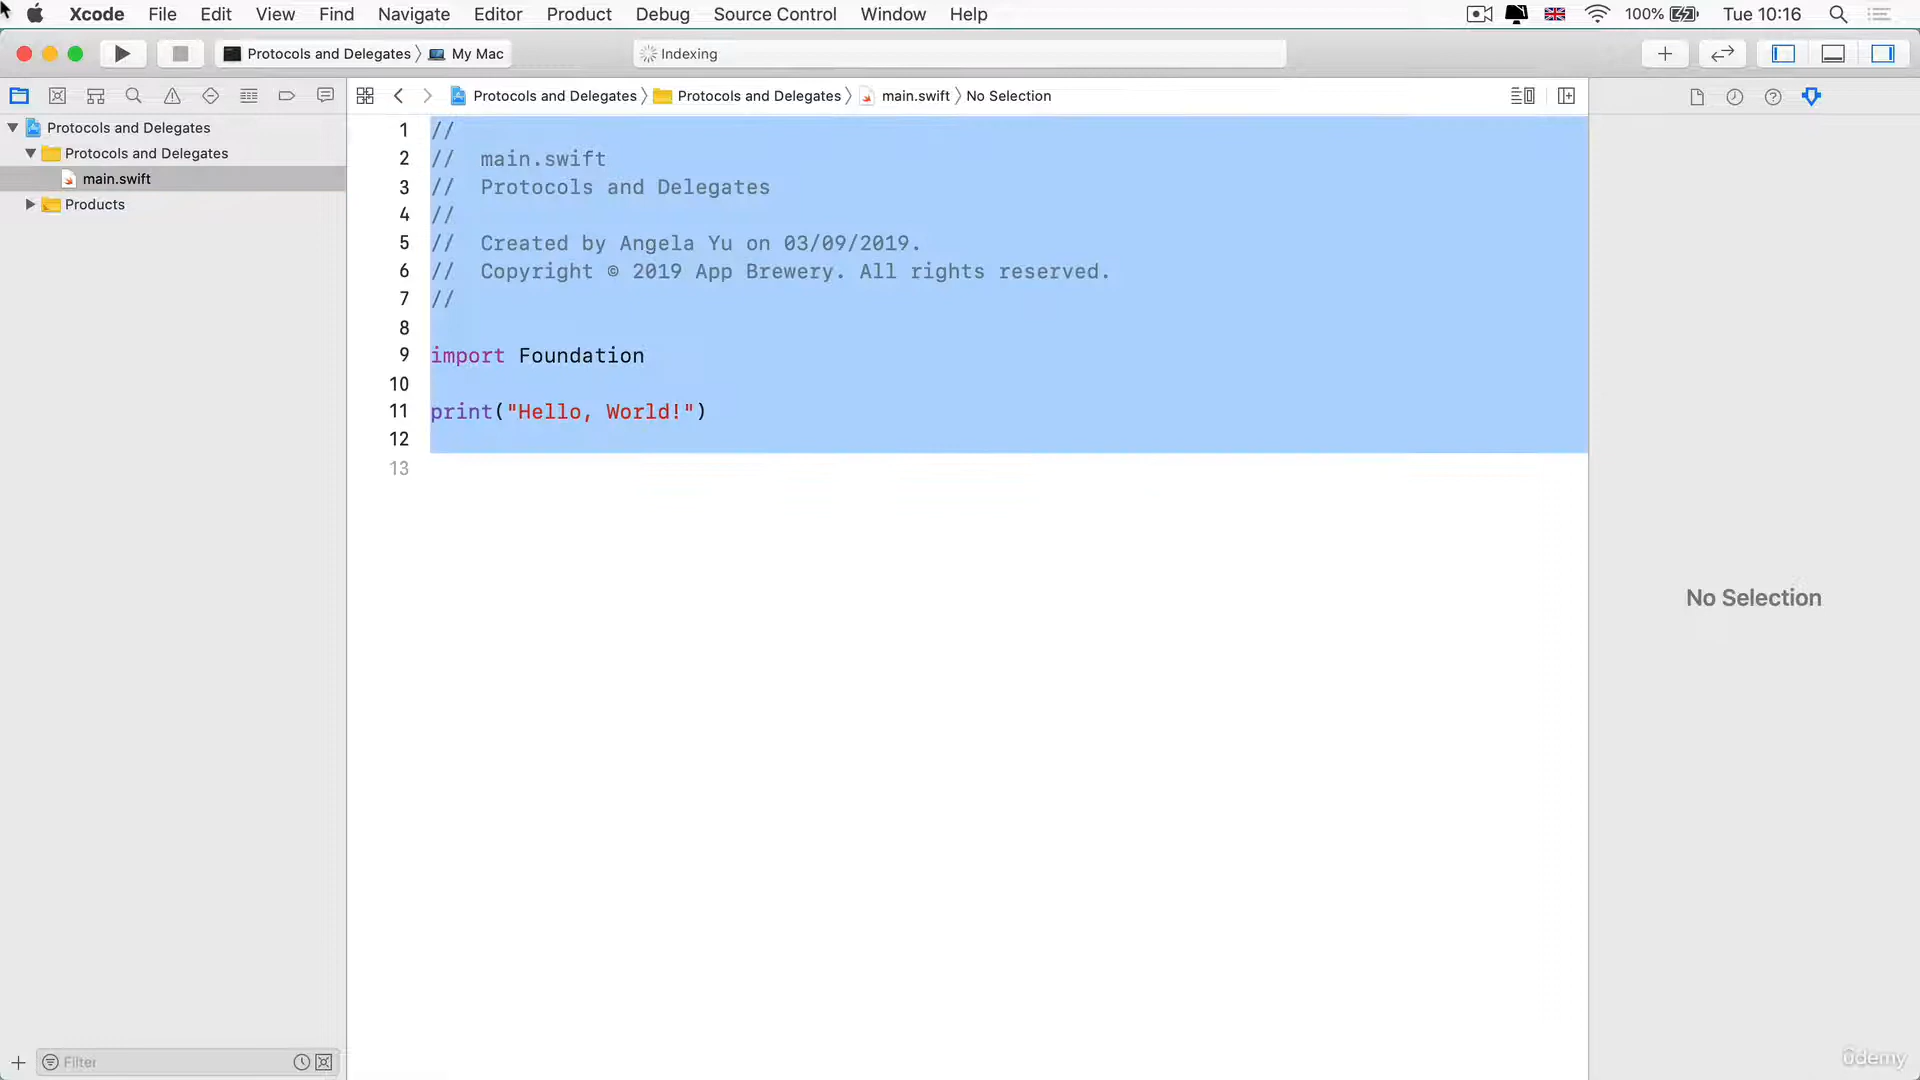 Xcode File Edit View Find Navigate Editor Product Debug Source Control Window Help 100% Tue 10:16
Protocols and Delegates My Mac Indexing
Protocols and Delegates Protocols and Delegates main.swift No Selection
Protocols and Delegates
Protocols and Delegates
main.swift
Products
1 //
2 // main.swift
3 // Protocols and Delegates
4 //
5 // Created by Angela Yu on 03/09/2019.
6 // Copyright © 2019 App Brewery. All rights reserved.
7 //
8
9 import Foundation
10
11 print("Hello, World!")
12
13
No Selection
Filter
ûdemy